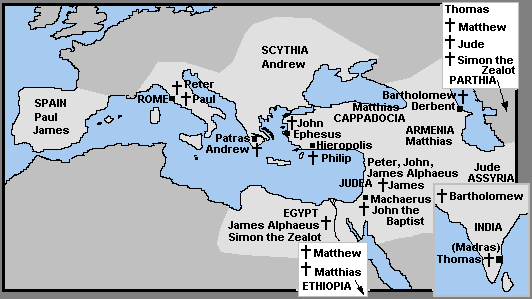 Thomas
Matthew
Jude
Simon the
Zealot
PARTHIA
SCYTHIA
Andrew
Peter
ROME
Paul
SPAIN
Paul
James
Bartholomew
Derbent
Matthias
CAPPADOCIA
ARMENIA
Matthias
John
Ephesus
Hieropolis
Patras
Andrew
Philip
Peter, John,
James Alphaeus
Jude
ASSYRIA
JUDEA
James
Machaerus
John the
Baptist
EGYPT
James Alphaeus
Simon the Zealot
Matthew
Matthias
ETHIOPIA
Bartholomew
INDIA
(Madras)
Thomas